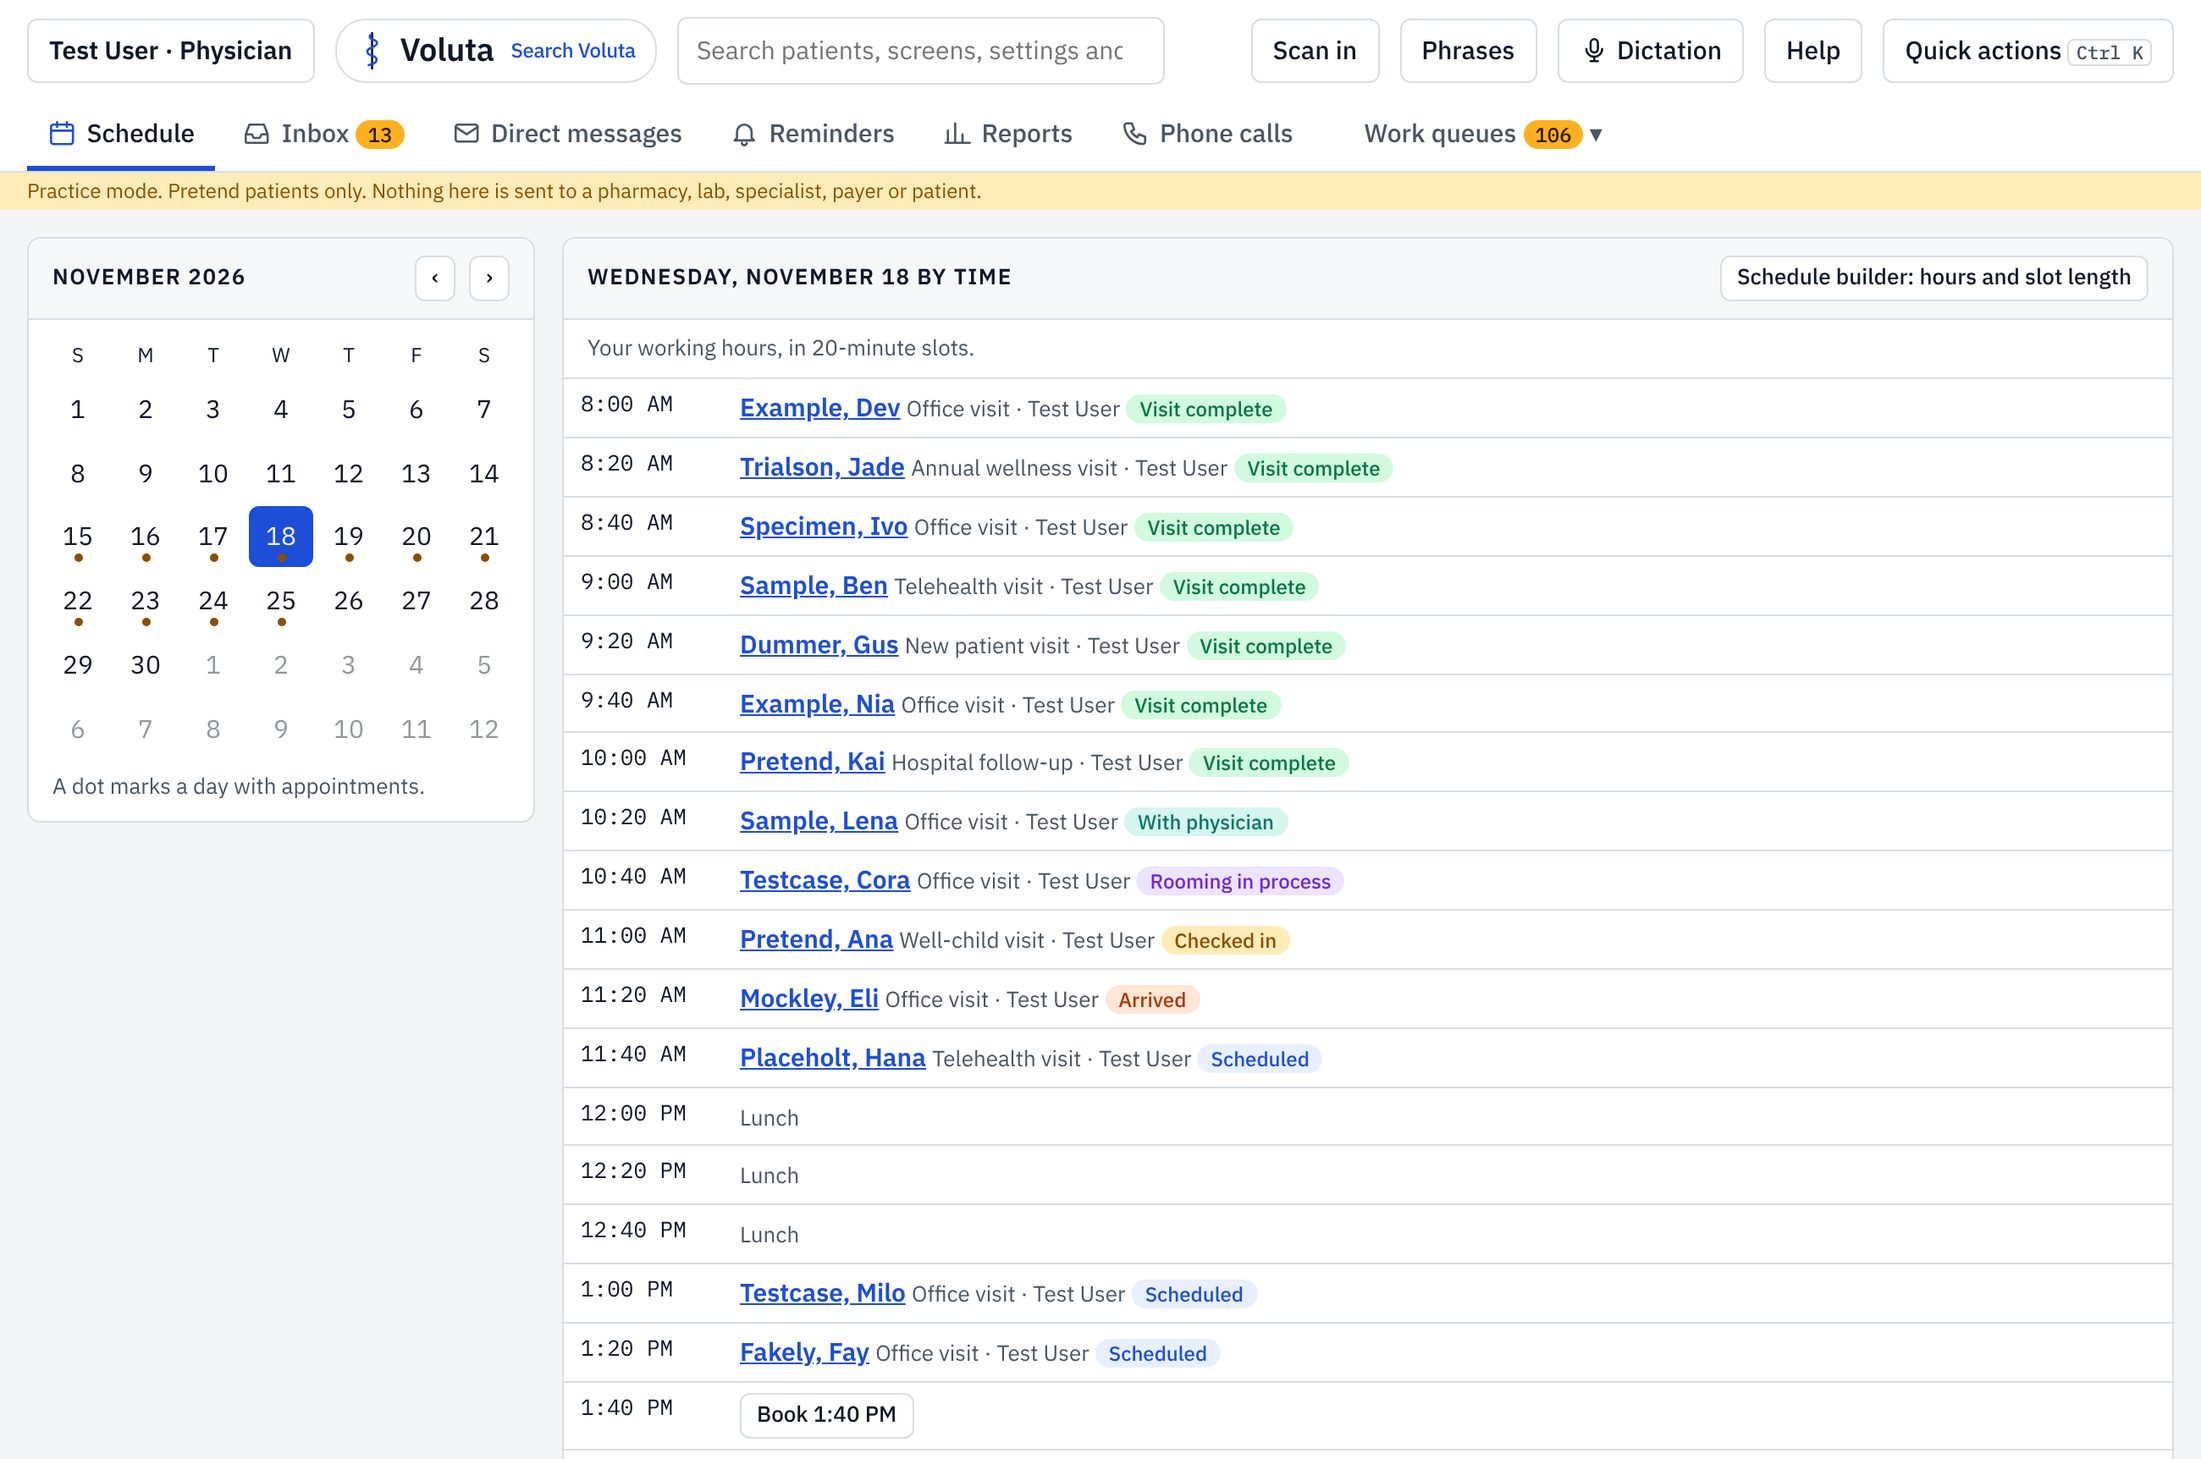 Test User · Physician
Voluta Search Voluta
Search patients, screens, settings and
Scan in
Phrases
Dictation
Help
Quick actions Ctrl K
Schedule
Inbox 13
Direct messages
Reminders
Reports
Phone calls
Work queues 106 ▾
Practice mode. Pretend patients only. Nothing here is sent to a pharmacy, lab, specialist, payer or patient.
NOVEMBER 2026
‹ ›
S M T W T F S
1 2 3 4 5 6 7
8 9 10 11 12 13 14
15 16 17 18 19 20 21
22 23 24 25 26 27 28
29 30 1 2 3 4 5
6 7 8 9 10 11 12
A dot marks a day with appointments.
WEDNESDAY, NOVEMBER 18 BY TIME
Schedule builder: hours and slot length
Your working hours, in 20-minute slots.
8:00 AM Example, Dev Office visit · Test User Visit complete
8:20 AM Trialson, Jade Annual wellness visit · Test User Visit complete
8:40 AM Specimen, Ivo Office visit · Test User Visit complete
9:00 AM Sample, Ben Telehealth visit · Test User Visit complete
9:20 AM Dummer, Gus New patient visit · Test User Visit complete
9:40 AM Example, Nia Office visit · Test User Visit complete
10:00 AM Pretend, Kai Hospital follow-up · Test User Visit complete
10:20 AM Sample, Lena Office visit · Test User With physician
10:40 AM Testcase, Cora Office visit · Test User Rooming in process
11:00 AM Pretend, Ana Well-child visit · Test User Checked in
11:20 AM Mockley, Eli Office visit · Test User Arrived
11:40 AM Placeholt, Hana Telehealth visit · Test User Scheduled
12:00 PM Lunch
12:20 PM Lunch
12:40 PM Lunch
1:00 PM Testcase, Milo Office visit · Test User Scheduled
1:20 PM Fakely, Fay Office visit · Test User Scheduled
1:40 PM Book 1:40 PM